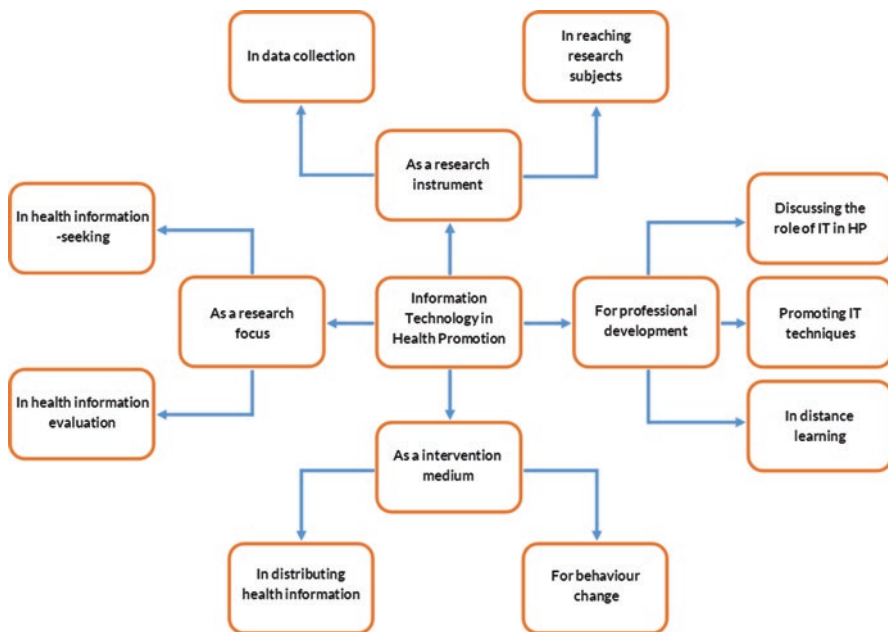 In data collection
In reaching
research
subjects
As a research
instrument
In health information
-seeking
Discussing the
role of IT in HP
As a research
focus
Information
Technology in
Health Promotion
For professional
development
Promoting IT
techniques
In health information
evaluation
In distance
learning
As a intervention
medium
In distributing
health information
For behaviour
change